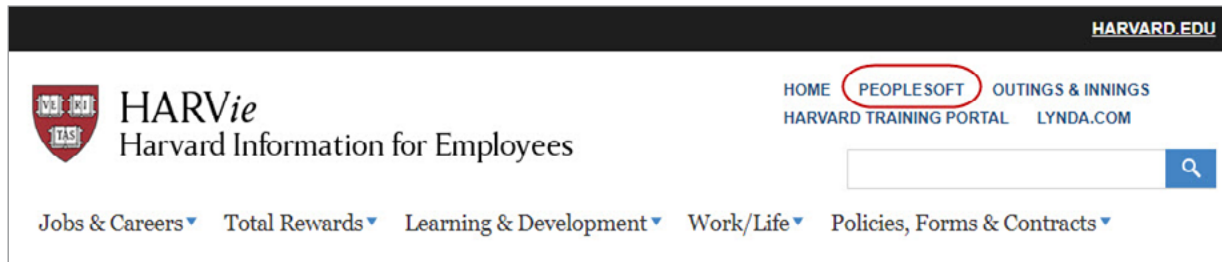 HARVARD.EDU
VE RI
TAS
HARVie
Harvard Information for Employees
HOME PEOPLESOFT OUTINGS & INNINGS
HARVARD TRAINING PORTAL LYNDA.COM
Jobs & Careers Total Rewards Learning & Development Work/Life Policies, Forms & Contracts